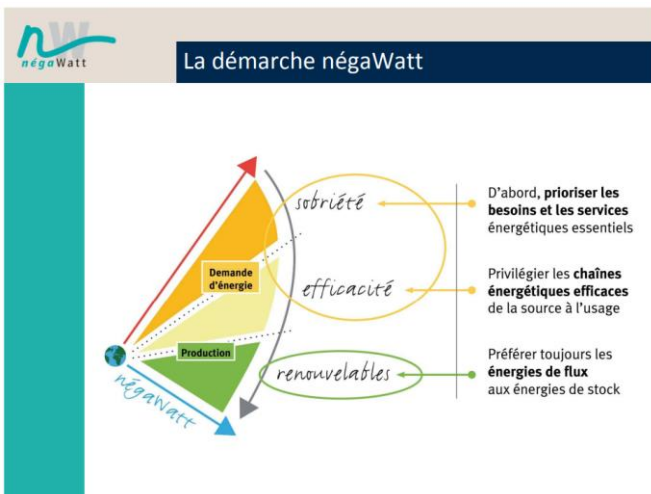 négaWatt
La démarche négaWatt
sobriété
D'abord, prioriser les
besoins et les services
énergétiques essentiels
Demande
d'énergie
efficacité
Privilégier les chaînes
énergétiques efficaces
de la source à l'usage
Production
renouvelables
Préférer toujours les
énergies de flux
aux énergies de stock
négaWatt